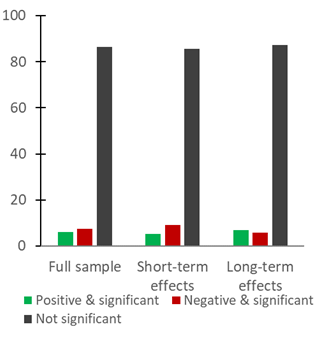 100
80
60
40
20
0
Full sample Short-term effects Long-term effects
Positive & significant Negative & significant
Not significant